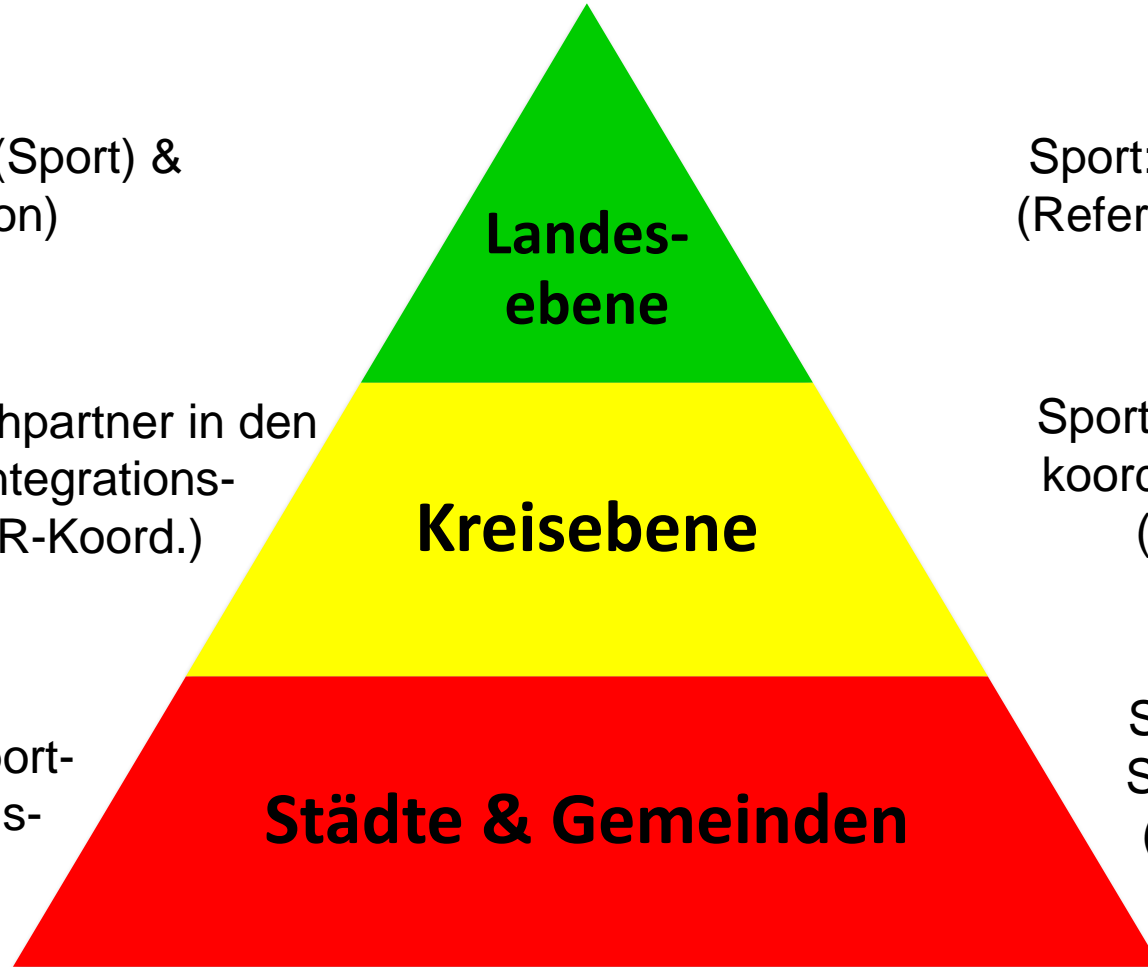 (Sport) &
on)
Landes-
ebene
Sport:
(Refer
hpartner in den
ntegrations-
R-Koord.)
Kreisebene
Sport
koord
(
ort-
s-
Städte & Gemeinden
S
S
(